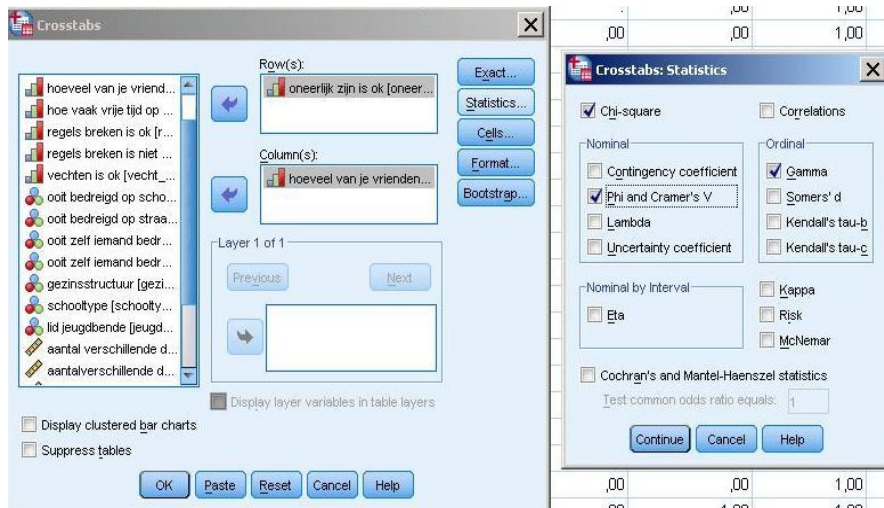 Crosstabs
hoeveel van je vriend...
hoe vaak vrije tijd op ...
regels breken is ok [r...
regels breken is niet ...
vechten is ok [vecht_...
ooit bedreigd op scho...
ooit bedreigd op straa...
ooit zelf iemand bedr...
ooit zelf iemand bedr...
gezinsstructuur [gezi...
schooltype [schoolty...
lid jeugdbende [jeugd...
aantal verschillende d...
aantalverschillende d...
Row(s):
oneerlijk zijn is ok [oneer...
Column(s):
hoeveel van je vrienden...
Layer 1 of 1
Previous
Next
Display layer variables in table layers
Exact...
Statistics...
Cells...
Format...
Bootstrap...
Display clustered bar charts
Suppress tables
OK Paste Reset Cancel Help
,00 ,00 1,00
Crosstabs: Statistics
Chi-square
Correlations
Nominal
Contingency coefficient
Phi and Cramer's V
Lambda
Uncertainty coefficient
Ordinal
Gamma
Somers' d
Kendall's tau-b
Kendall's tau-c
Nominal by Interval
Eta
Kappa
Risk
McNemar
Cochran's and Mantel-Haenszel statistics
Test common odds ratio equals: 1
Continue Cancel Help
,00 ,00 1,00